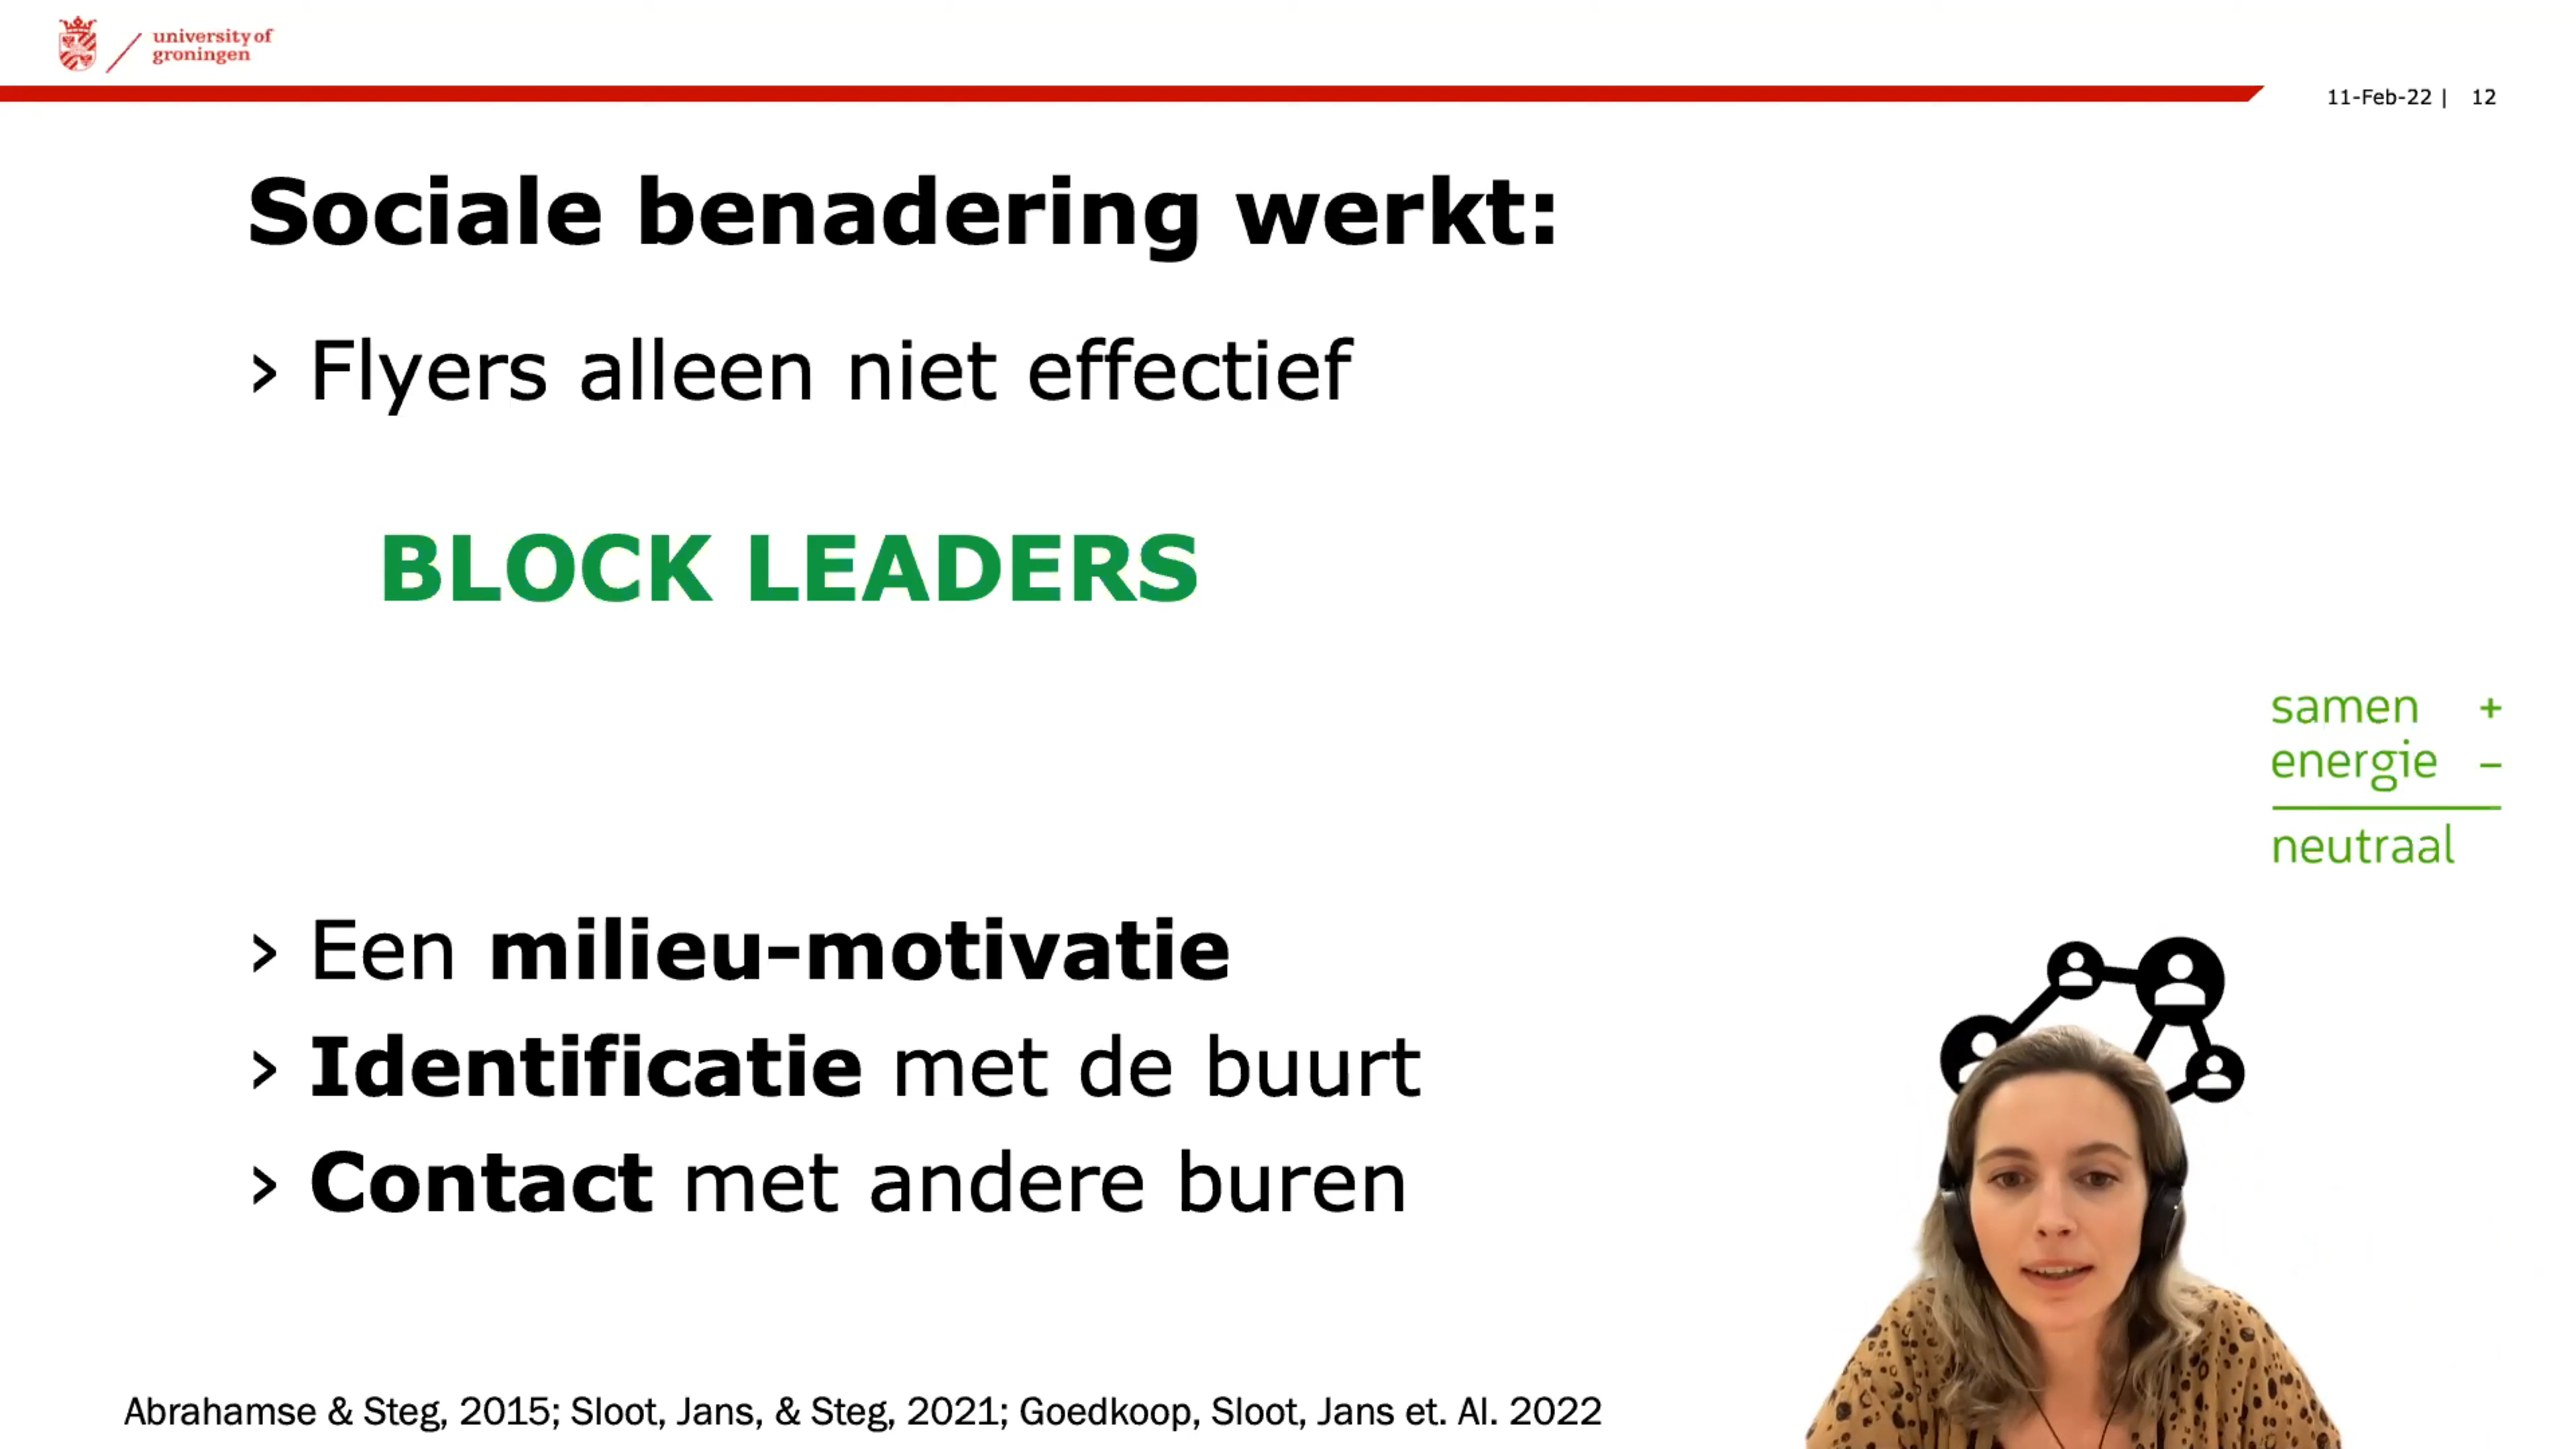 university of
groningen
11-Feb-22 | 12
Sociale benadering werkt:
› Flyers alleen niet effectief
BLOCK LEADERS
samen +
energie –
neutraal
› Een milieu-motivatie
› Identificatie met de buurt
› Contact met andere buren
Abrahamse & Steg, 2015; Sloot, Jans, & Steg, 2021; Goedkoop, Sloot, Jans et. Al. 2022